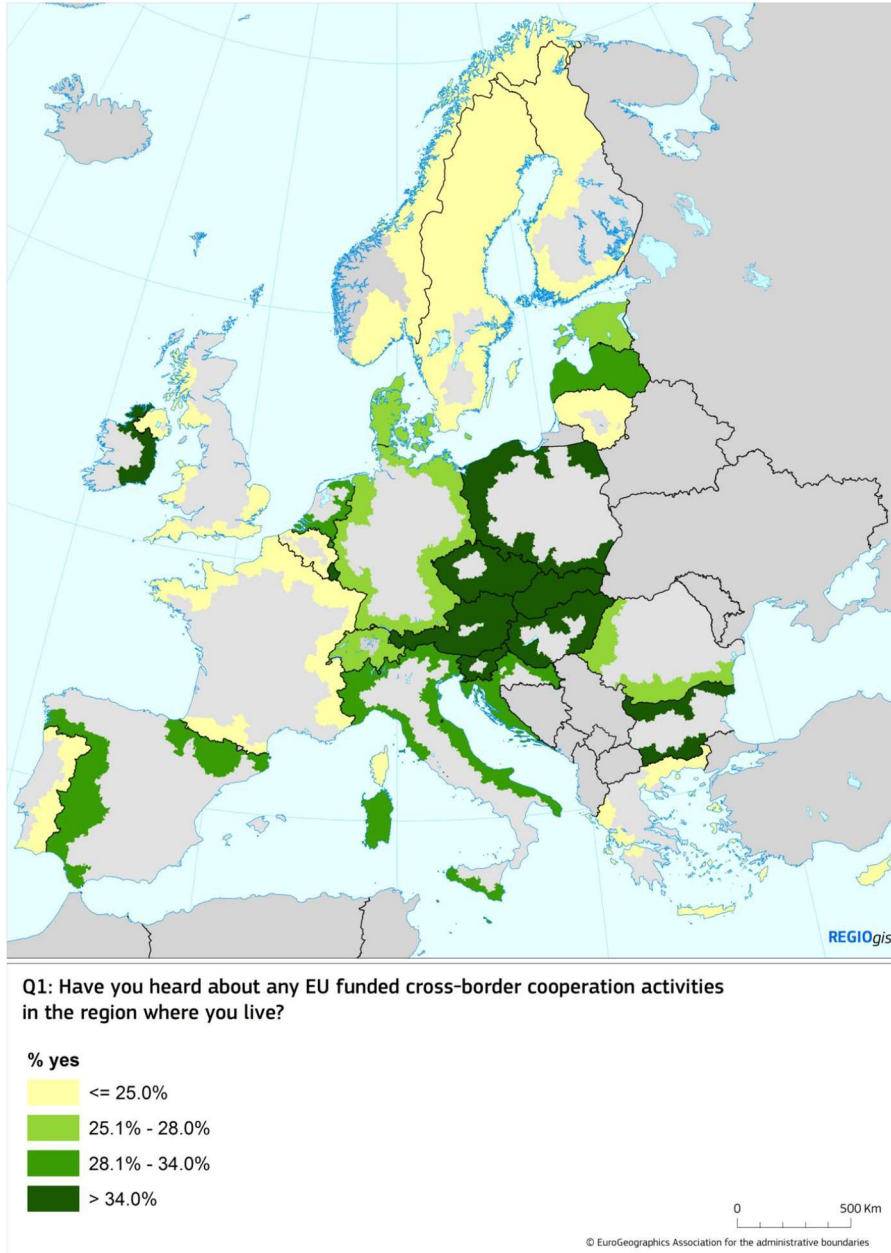 REGIOgis
Q1: Have you heard about any EU funded cross-border cooperation activities
in the region where you live?
% yes
<= 25.0%
25.1% - 28.0%
28.1% - 34.0%
> 34.0%
0 500 Km
© EuroGeographics Association for the administrative boundaries